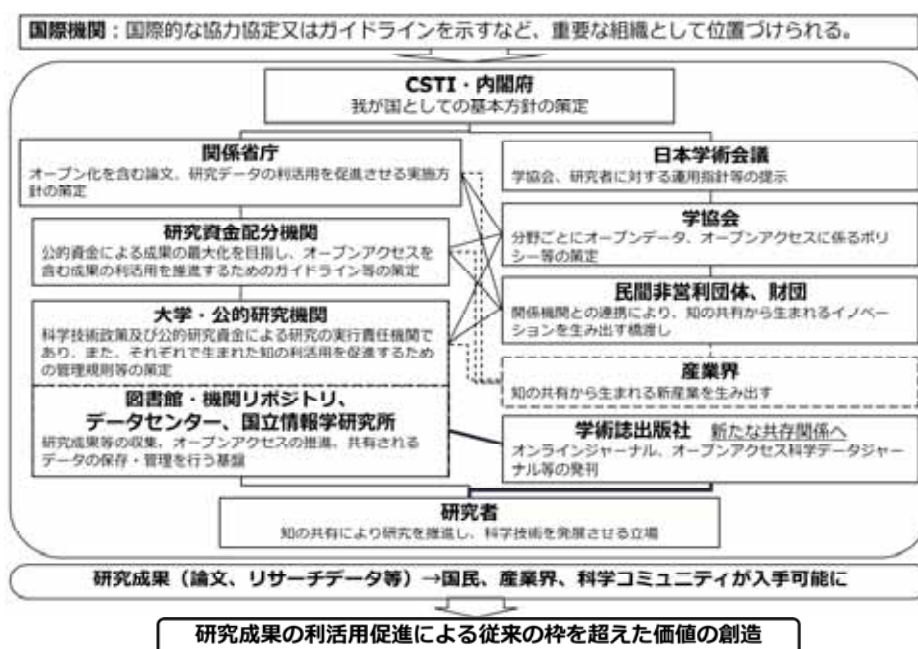 国際機関：国際的な協力協定又はガイドラインを示すなど、重要な組織として位置づけられる。
CSTI・内閣府
我が国としての基本方針の策定
関係省庁
オープン化を含む論文、研究データの利活用を促進させる実施方
針の策定
研究資金配分機関
公的資金による成果の最大化を目指し、オープンアクセスを
含む成果の利活用を推進するためのガイドライン等の策定
大学・公的研究機関
科学技術政策及び公的研究資金による研究の実行責任機関で
あり、また、それぞれで生まれた知の利活用を促進するため
の管理規則等の策定
図書館・機関リポジトリ、
データセンター、国立情報学研究所
研究成果等の収集、オープンアクセスの推進、共有される
データの保存・管理を行う基盤
日本学術会議
学協会、研究者に対する運用指針等の提示
学協会
分野ごとにオープンデータ、オープンアクセスに係るポリ
シー等の策定
民間非営利団体、財団
関係機関との連携により、知の共有から生まれるイノベー
ションを生み出す橋渡し
産業界
知の共有から生まれる新産業を生み出す
学術誌出版社 新たな共存関係へ
オンラインジャーナル、オープンアクセス科学データジャ
ーナル等の発刊
研究者
知の共有により研究を推進し、科学技術を発展させる立場
研究成果（論文、リサーチデータ等）→国民、産業界、科学コミュニティが入手可能に
研究成果の利活用促進による従来の枠を超えた価値の創造